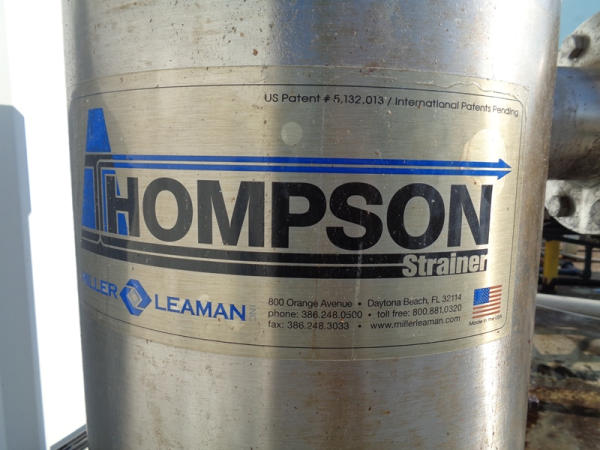 US Patent # 5,132,013 / International Patents Pending
THOMPSON
Strainer
MILLER LEAMAN INC.
800 Orange Avenue • Daytona Beach, FL 32114
phone: 386.248.0500 • toll free: 800.881.0320
fax: 386.248.3033 • www.millerleaman.com
Made in the USA